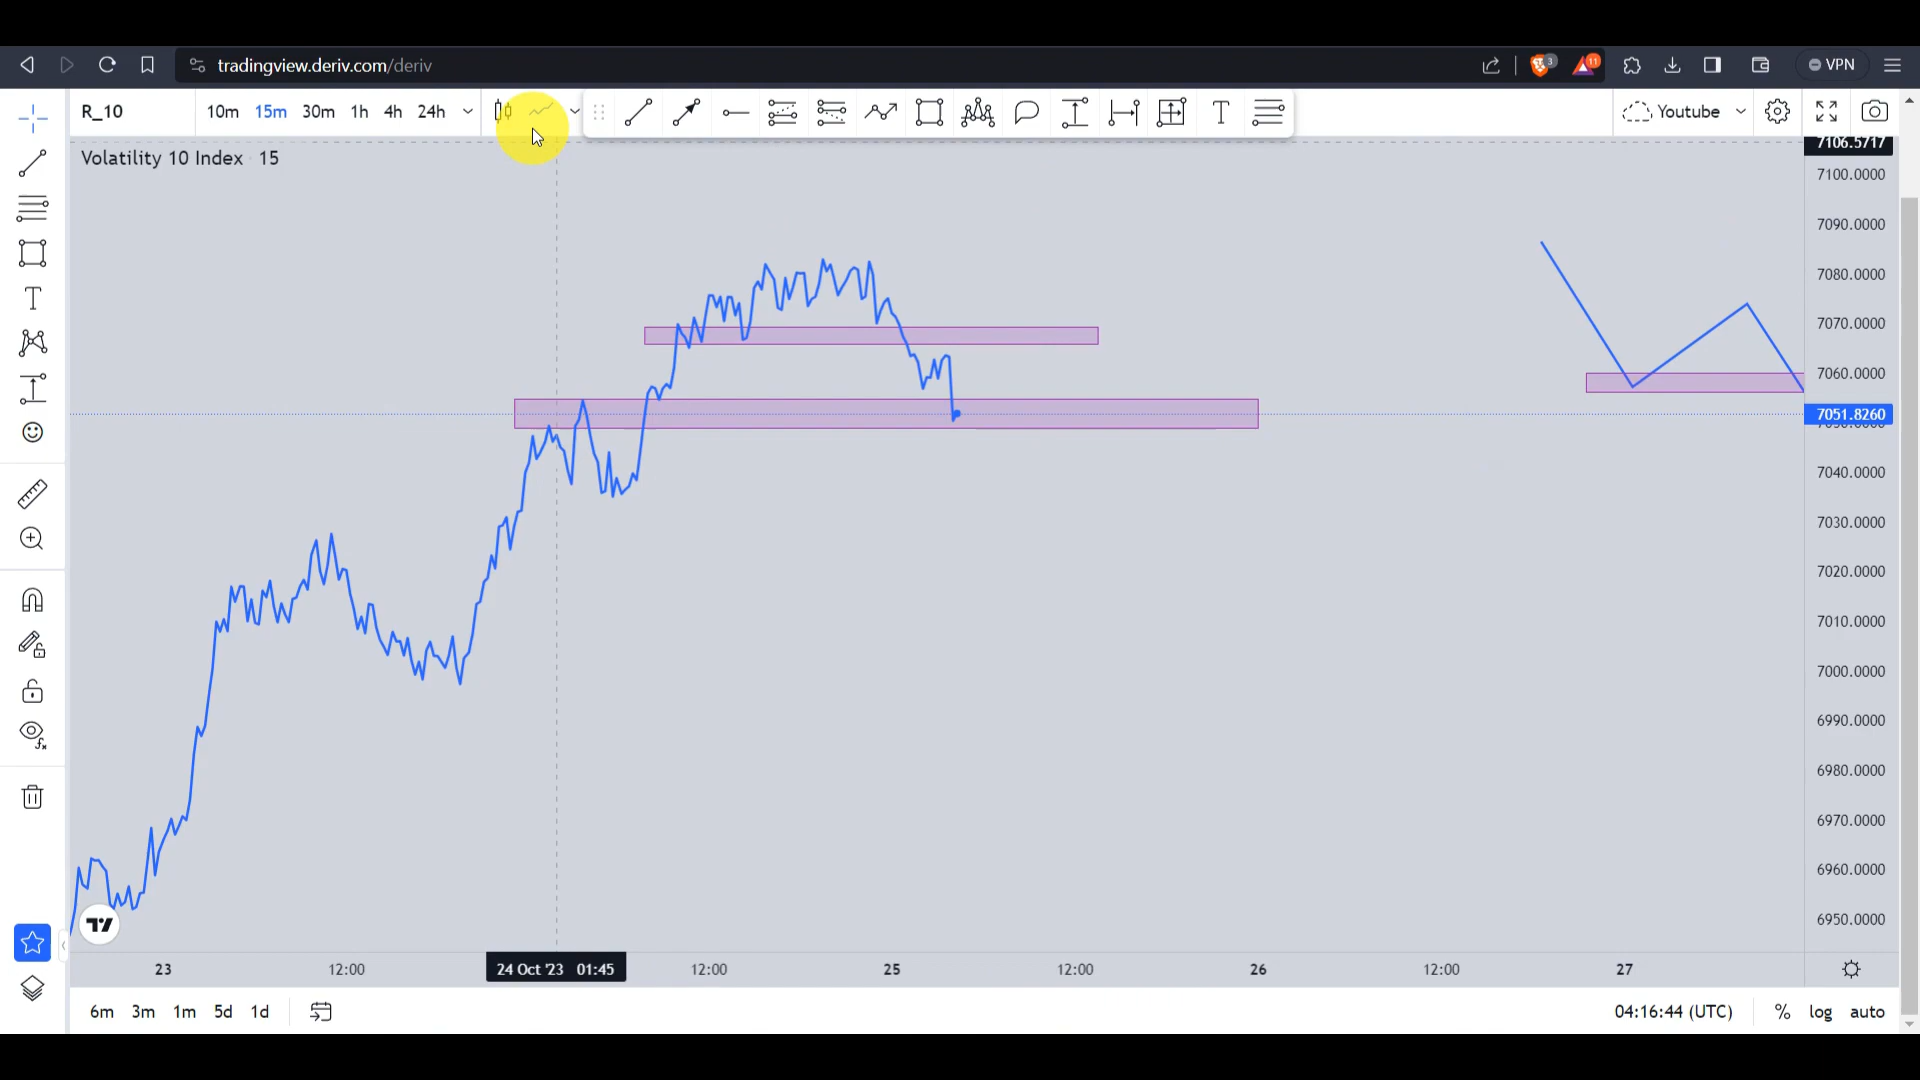 tradingview.deriv.com/deriv
3
11
VPN
R_10
10m 15m 30m 1h 4h 24h
Youtube
Volatility 10 Index · 15
7106.5717
7100.0000
7090.0000
7080.0000
7070.0000
7060.0000
7051.8260
7040.0000
7030.0000
7020.0000
7010.0000
7000.0000
6990.0000
6980.0000
6970.0000
6960.0000
6950.0000
23 12:00 24 Oct '23 01:45 12:00 25 12:00 26 12:00 27
6m 3m 1m 5d 1d
04:16:44 (UTC) % log auto